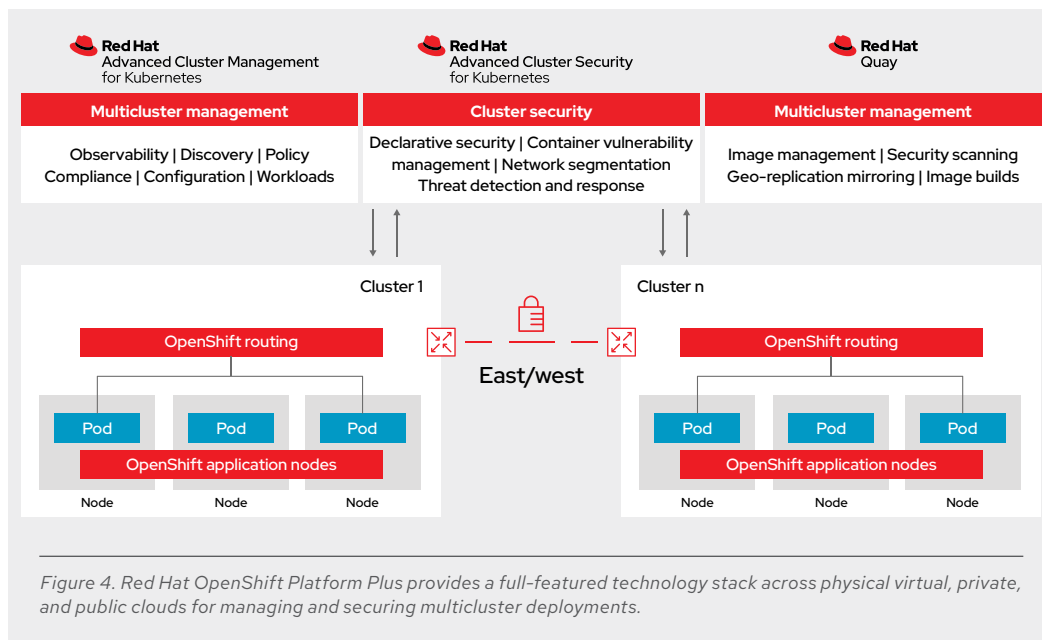 Red Hat
Advanced Cluster Management
for Kubernetes
Red Hat
Advanced Cluster Security
for Kubernetes
Red Hat
Quay
Multicluster management
Cluster security
Multicluster management
Observability | Discovery | Policy
Compliance | Configuration | Workloads
Declarative security | Container vulnerability
management | Network segmentation
Threat detection and response
Image management | Security scanning
Geo-replication mirroring | Image builds
Cluster 1
Cluster n
OpenShift routing
East/west
OpenShift routing
Pod
Pod
Pod
OpenShift application nodes
Node
Node
Node
Pod
Pod
Pod
OpenShift application nodes
Node
Node
Node
Figure 4. Red Hat OpenShift Platform Plus provides a full-featured technology stack across physical virtual, private,
and public clouds for managing and securing multicluster deployments.